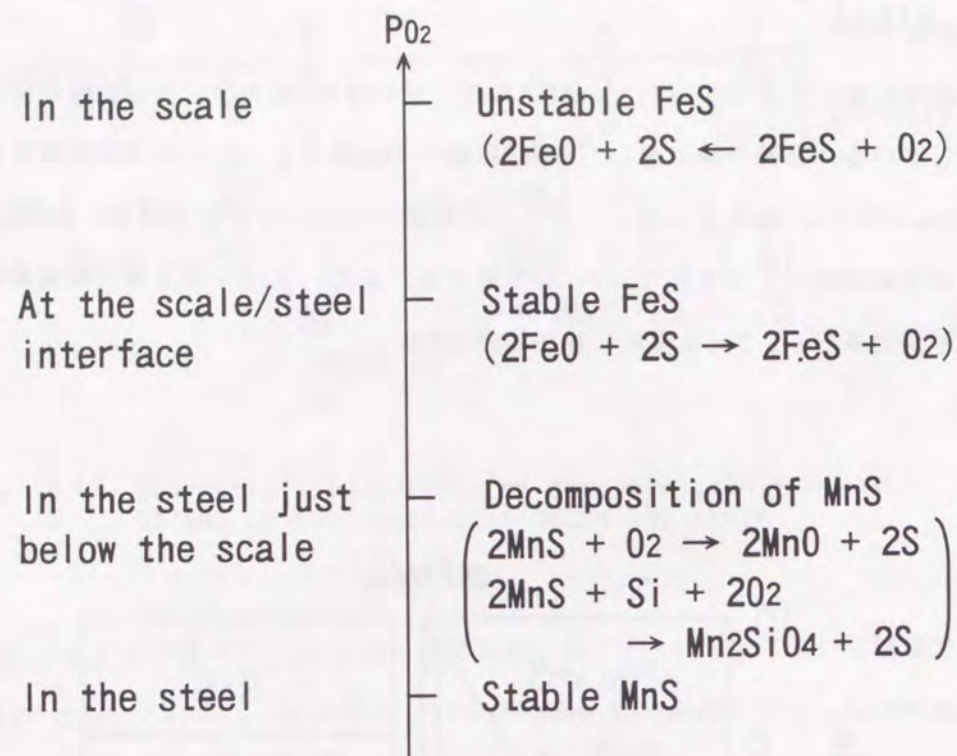 PO2
In the scale
Unstable FeS
(2FeO + 2S ← 2FeS + O2)
At the scale/steel
interface
Stable FeS
(2FeO + 2S → 2FeS + O2)
In the steel just
below the scale
Decomposition of MnS
2MnS + O2 → 2MnO + 2S
2MnS + Si + 2O2
→ Mn2SiO4 + 2S
In the steel
Stable MnS